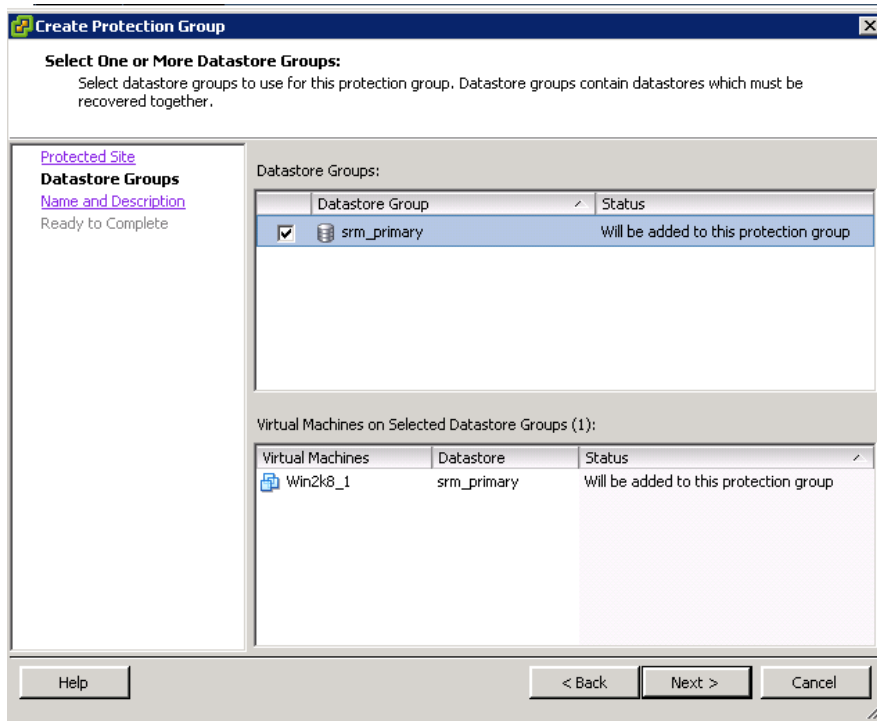 Create Protection Group
Select One or More Datastore Groups:
Select datastore groups to use for this protection group. Datastore groups contain datastores which must be
recovered together.
Protected Site
Datastore Groups
Name and Description
Ready to Complete
Datastore Groups:
Datastore Group Status
srm_primary Will be added to this protection group
Virtual Machines on Selected Datastore Groups (1):
Virtual Machines Datastore Status
Win2k8_1 srm_primary Will be added to this protection group
Help < Back Next > Cancel